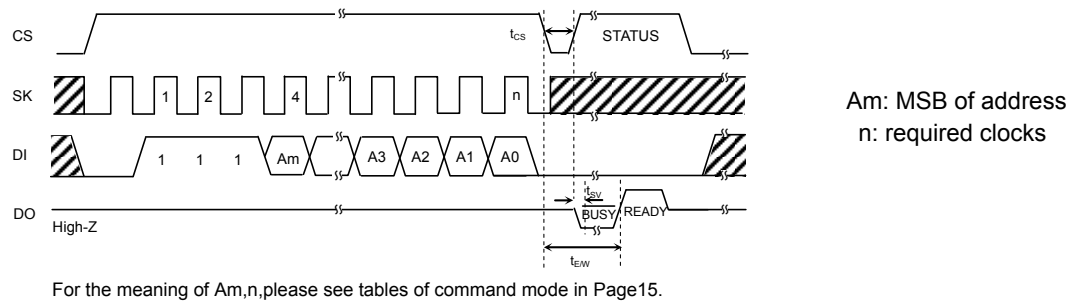 CS
tCS
STATUS
SK
1
2
4
n
Am: MSB of address
n: required clocks
DI
1 1 1 Am A3 A2 A1 A0
tSV
DO
High-Z
BUSY
READY
tE/W
For the meaning of Am,n,please see tables of command mode in Page15.